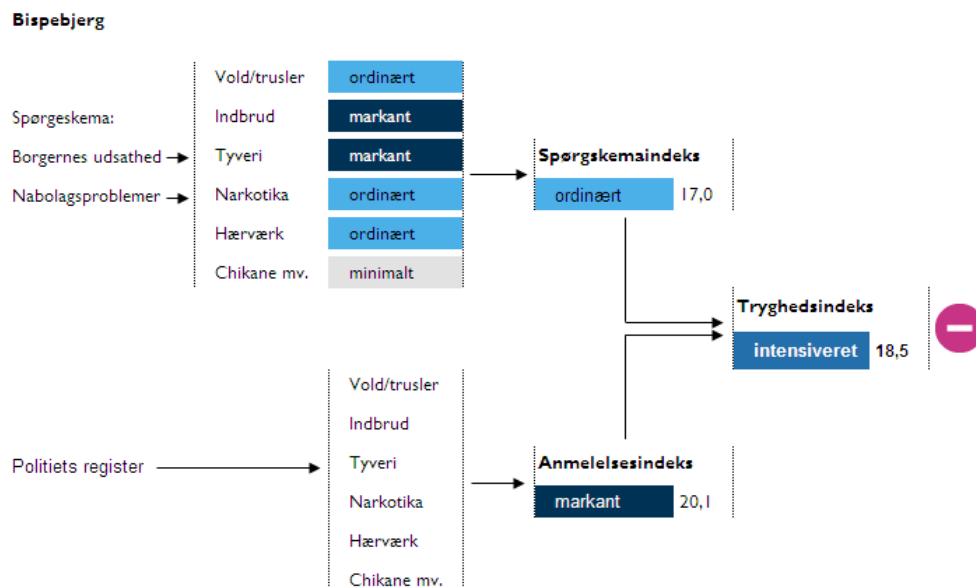 Bispebjerg
Vold/trusler ordinært
Spørgeskema: Indbrud markant
Borgernes udsathed Tyveri markant
Spørgskemaindeks
Nabolagsproblemer Narkotika ordinært
ordinært 17,0
Hærværk ordinært
Chikane mv. minimalt
Tryghedsindeks
intensiveret 18,5
Vold/trusler
Indbrud
Politiets register Tyveri
Anmelelsesindeks
Narkotika
markant 20,1
Hærværk
Chikane mv.